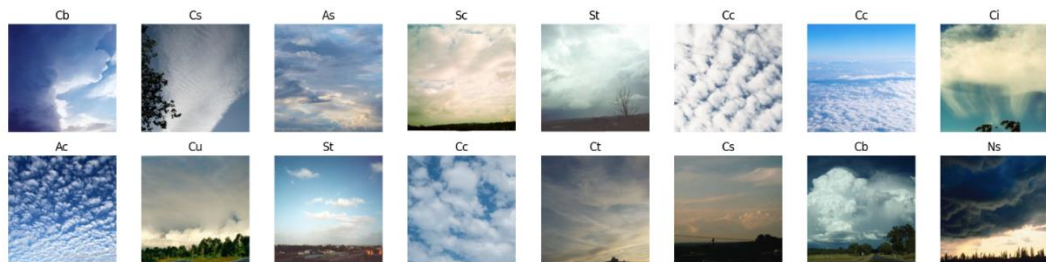 Cb Cs As Sc St Cc Cc Ci
Ac Cu St Cc Ct Cs Cb Ns